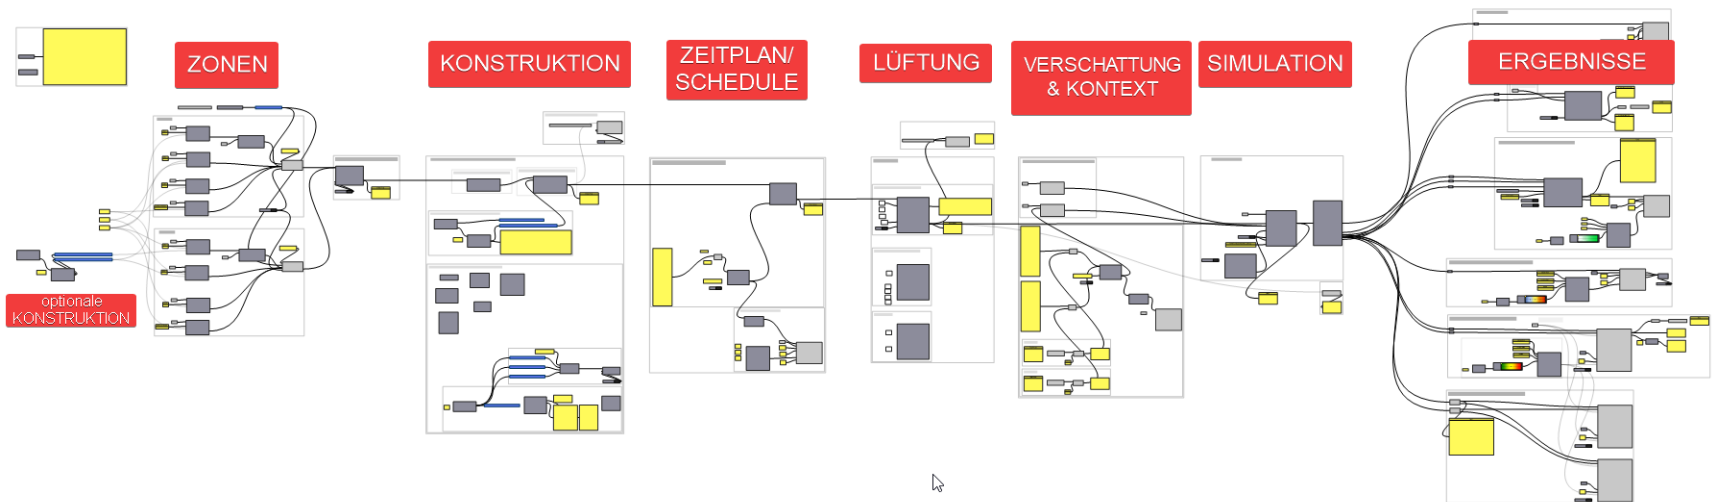 ZONEN
KONSTRUKTION
ZEITPLAN/
SCHEDULE
LÜFTUNG
VERSCHATTUNG
& KONTEXT
SIMULATION
ERGEBNISSE
optionale
KONSTRUKTION